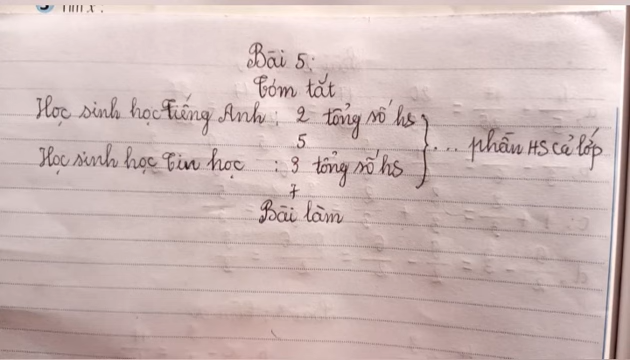 Tìm x :
Bài 5:
Tóm tắt
Học sinh học Tiếng Anh : 2 tổng số hs
5
... phần HS cả lớp
Học sinh học Tin học : 3 tổng số hs
7
Bài làm